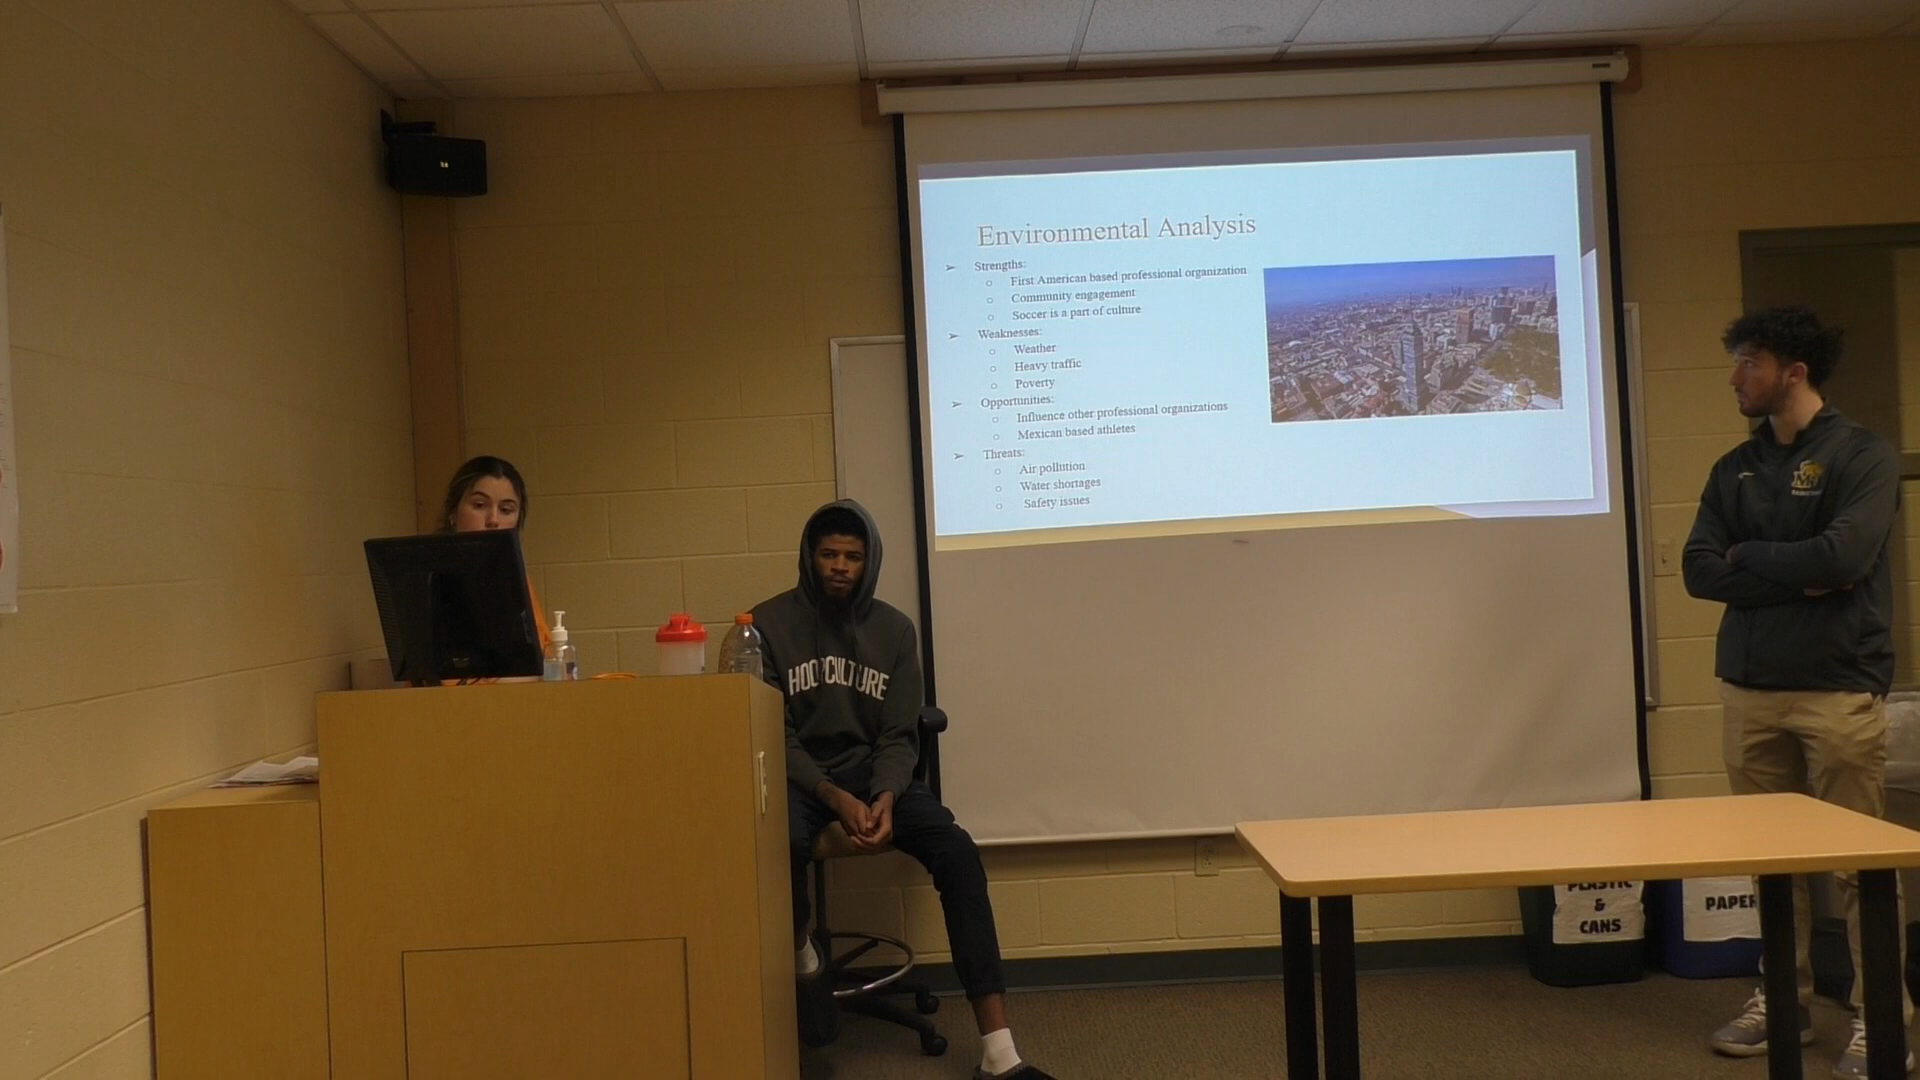 Environmental Analysis
➢ Strengths:
○ First American based professional organization
○ Community engagement
○ Soccer is a part of culture
➢ Weaknesses:
○ Weather
○ Heavy traffic
○ Poverty
➢ Opportunities:
○ Influence other professional organizations
○ Mexican based athletes
➢ Threats:
○ Air pollution
○ Water shortages
○ Safety issues
HOOPCULTURE
M
BASKETBALL
PLASTIC
&
CANS
PAPER